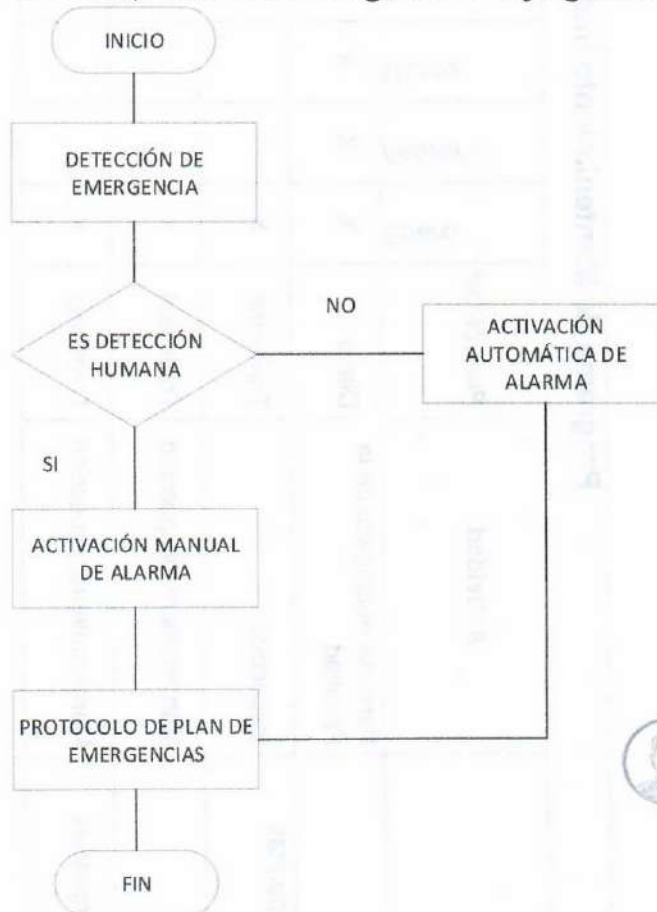 INICIO
DETECCIÓN DE
EMERGENCIA
ES DETECCIÓN
HUMANA
NO
ACTIVACIÓN
AUTOMÁTICA DE
ALARMA
SI
ACTIVACIÓN MANUAL
DE ALARMA
PROTOCOLO DE PLAN DE
EMERGENCIAS
FIN